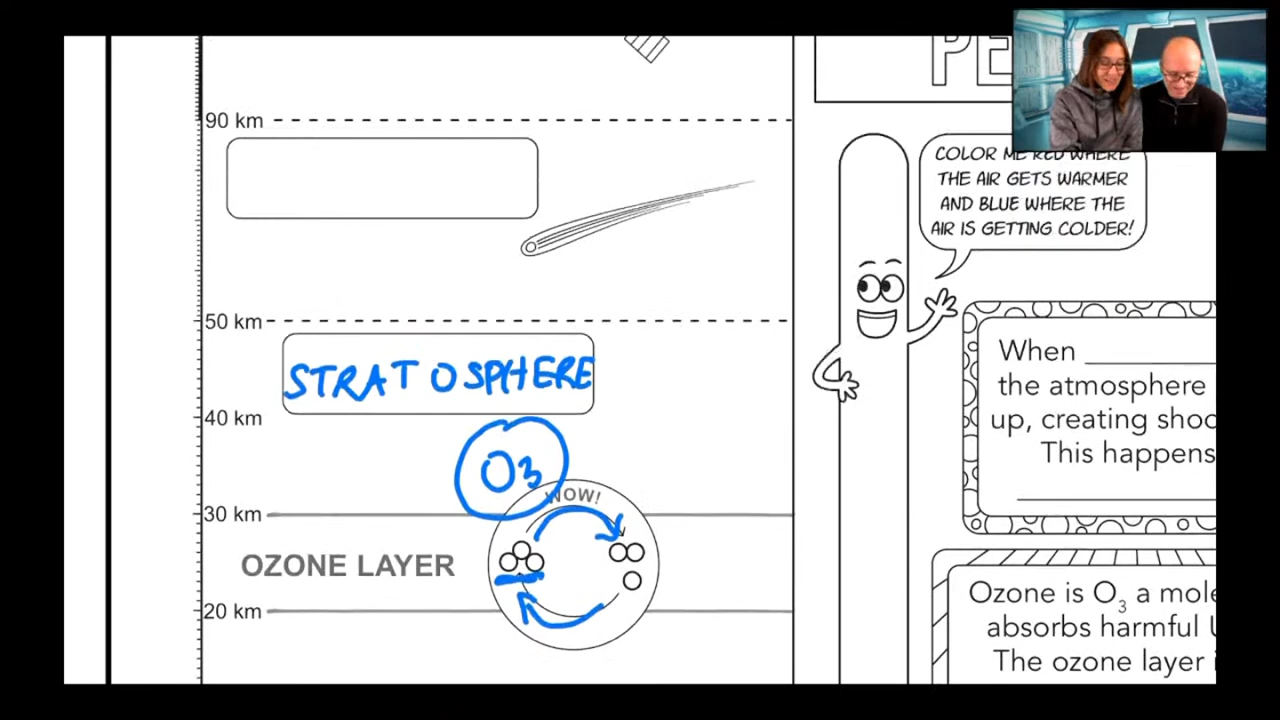 PE
90 km
COLOR ME RED WHERE
THE AIR GETS WARMER
AND BLUE WHERE THE
AIR IS GETTING COLDER!
50 km
STRATOSPHERE
40 km
O3
WOW!
30 km
OZONE LAYER
20 km
When
the atmosphere
up, creating shoo
This happens
Ozone is O₃ a mole
absorbs harmful U
The ozone layer i